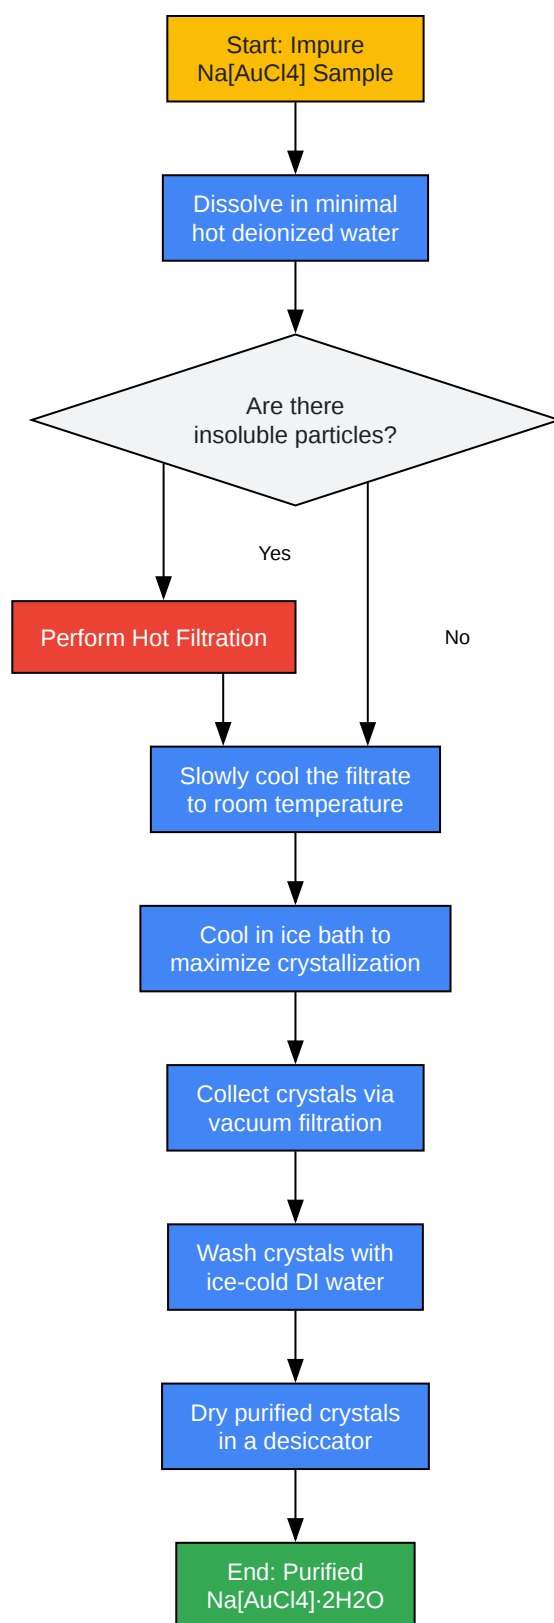 Start: Impure
Na[AuCl4] Sample
Dissolve in minimal
hot deionized water
Are there
insoluble particles?
Yes
Perform Hot Filtration
No
Slowly cool the filtrate
to room temperature
Cool in ice bath to
maximize crystallization
Collect crystals via
vacuum filtration
Wash crystals with
ice-cold DI water
Dry purified crystals
in a desiccator
End: Purified
Na[AuCl4]·2H2O